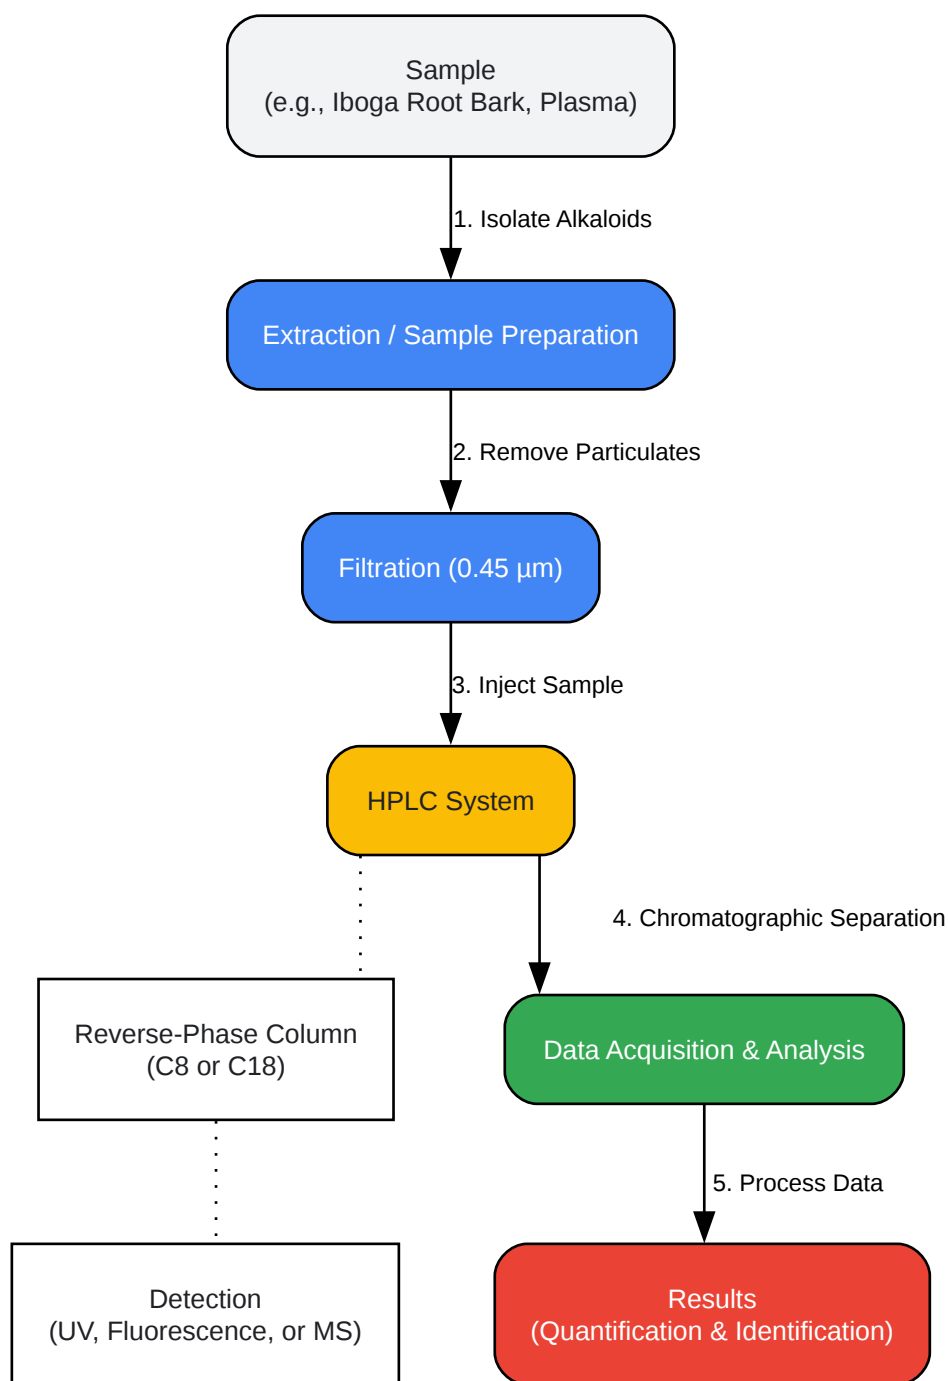 Sample
(e.g., Iboga Root Bark, Plasma)
1. Isolate Alkaloids
Extraction / Sample Preparation
2. Remove Particulates
Filtration (0.45 µm)
3. Inject Sample
HPLC System
4. Chromatographic Separation
Reverse-Phase Column
(C8 or C18)
Data Acquisition & Analysis
5. Process Data
Detection
(UV, Fluorescence, or MS)
Results
(Quantification & Identification)